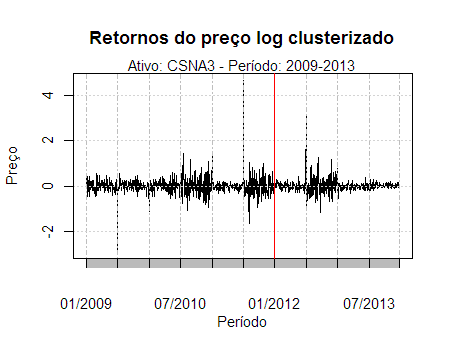 Retornos do preço log clusterizado
Ativo: CSNA3 - Período: 2009-2013
Preço
4
2
0
-2
01/2009
07/2010
01/2012
07/2013
Período